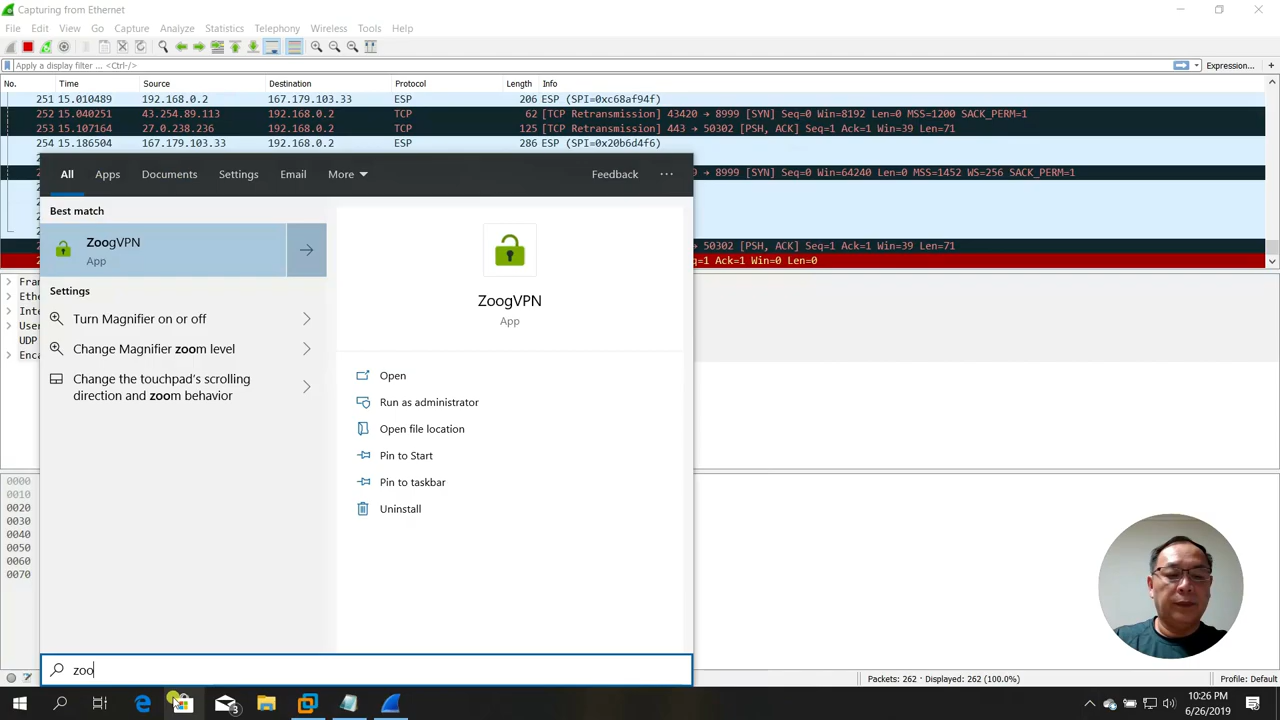 Capturing from Ethernet
File Edit View Go Capture Analyze Statistics Telephony Wireless Tools Help
Apply a display filter ... <Ctrl-/> Expression... +
No. Time Source Destination Protocol Length Info
251 15.010489 192.168.0.2 167.179.103.33 ESP 206 ESP (SPI=0xc68af94f)
252 15.040251 43.254.89.113 192.168.0.2 TCP 62 [TCP Retransmission] 43420 → 8999 [SYN] Seq=0 Win=8192 Len=0 MSS=1200 SACK_PERM=1
253 15.107164 27.0.238.236 192.168.0.2 TCP 125 [TCP Retransmission] 443 → 50302 [PSH, ACK] Seq=1 Ack=1 Win=39 Len=71
254 15.186504 167.179.103.33 192.168.0.2 ESP 286 ESP (SPI=0x20b6d4f6)
→ 8999 [SYN] Seq=0 Win=64240 Len=0 MSS=1452 WS=256 SACK_PERM=1
→ 50302 [PSH, ACK] Seq=1 Ack=1 Win=39 Len=71
=1 Ack=1 Win=0 Len=0
All Apps Documents Settings Email More Feedback ...
Best match
ZoogVPN
App
Settings
Turn Magnifier on or off
Change Magnifier zoom level
Change the touchpad's scrolling
direction and zoom behavior
ZoogVPN
App
Open
Run as administrator
Open file location
Pin to Start
Pin to taskbar
Uninstall
Fram
Ethe
Inte
User
UDP
Enca
0000
0010
0020
0030
0040
0050
0060
0070
zoo
Packets: 262 · Displayed: 262 (100.0%) Profile: Default
3
10:26 PM
6/26/2019